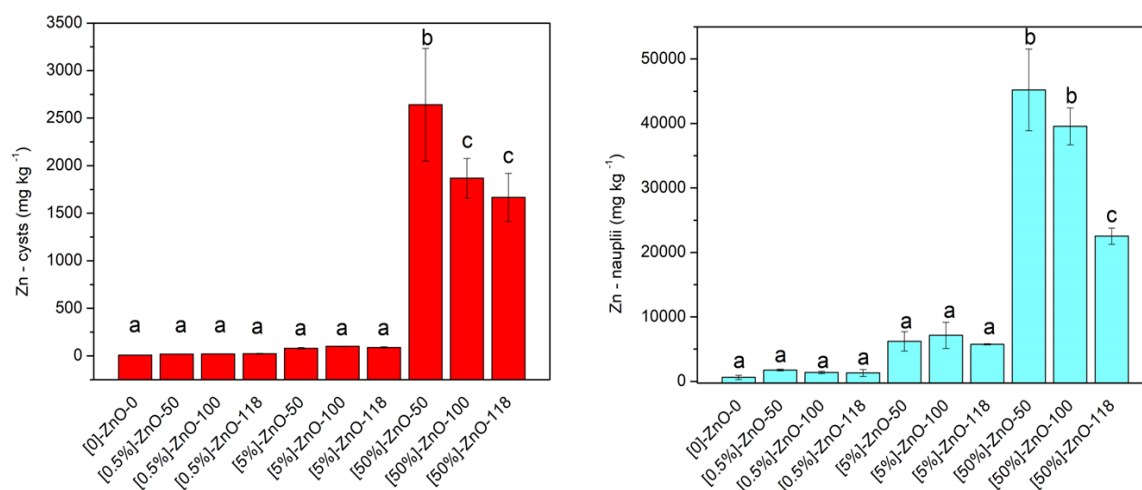 3500
3000
2500
2000
1500
1000
500
0
Zn - cysts (mg kg⁻¹)
a a a a a a a b c c
[0]-ZnO-0
[0.5%]-ZnO-50
[0.5%]-ZnO-100
[0.5%]-ZnO-118
[5%]-ZnO-50
[5%]-ZnO-100
[5%]-ZnO-118
[50%]-ZnO-50
[50%]-ZnO-100
[50%]-ZnO-118
50000
40000
30000
20000
10000
0
Zn - nauplii (mg kg⁻¹)
a a a a a a a b b c
[0]-ZnO-0
[0.5%]-ZnO-50
[0.5%]-ZnO-100
[0.5%]-ZnO-118
[5%]-ZnO-50
[5%]-ZnO-100
[5%]-ZnO-118
[50%]-ZnO-50
[50%]-ZnO-100
[50%]-ZnO-118